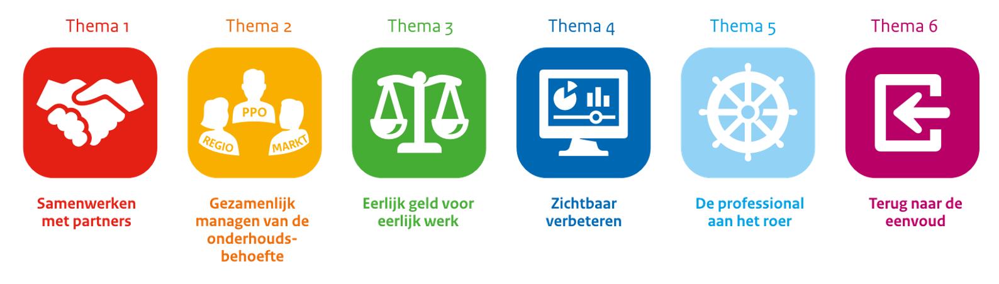 Thema 1
Thema 2
Thema 3
Thema 4
Thema 5
Thema 6
PPO
REGIO
MARKT
Samenwerken
met partners
Gezamenlijk
managen van de
onderhouds-
behoefte
Eerlijk geld voor
eerlijk werk
Zichtbaar
verbeteren
De professional
aan het roer
Terug naar de
eenvoud